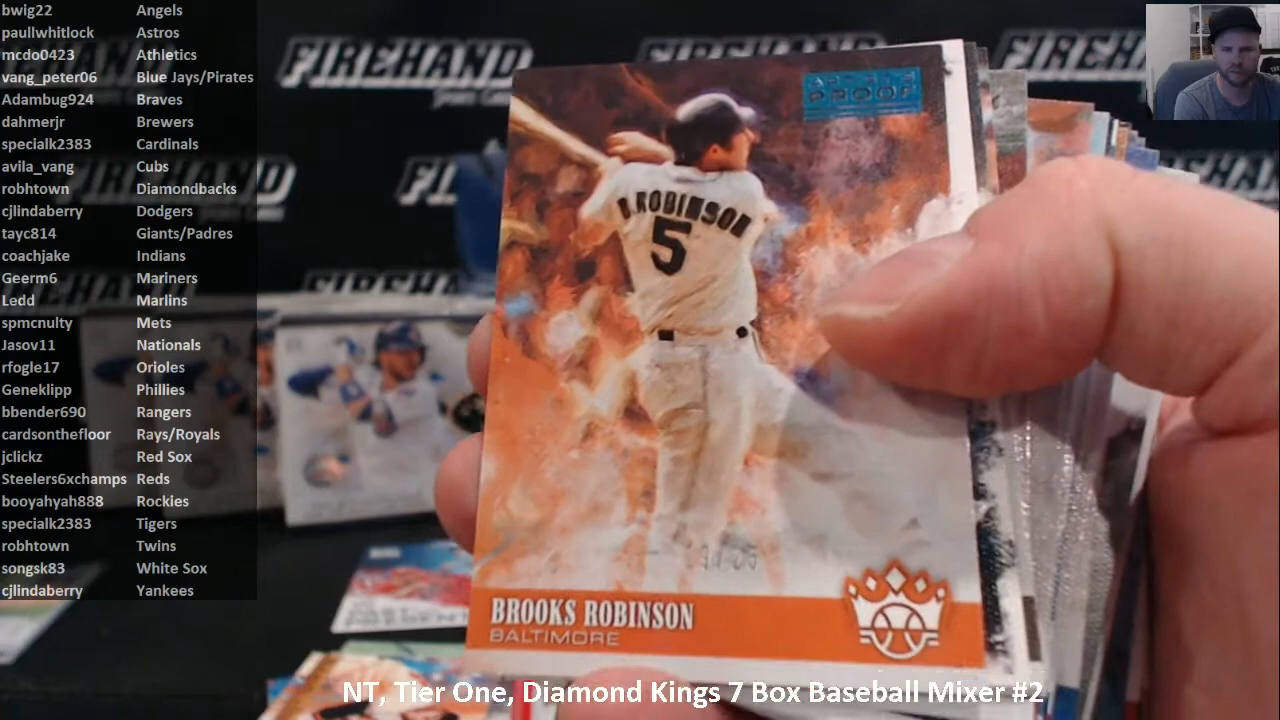 bwig22 Angels
paullwhitlock Astros
mcdo0423 Athletics
vang_peter06 Blue Jays/Pirates
Adambug924 Braves
dahmerjr Brewers
specialk2383 Cardinals
avila_vang Cubs
robhtown Diamondbacks
cjlindaberry Dodgers
tayc814 Giants/Padres
coachjake Indians
Geerm6 Mariners
Ledd Marlins
spmcnulty Mets
Jasov11 Nationals
rfogle17 Orioles
Geneklipp Phillies
bbender690 Rangers
cardsonthefloor Rays/Royals
jclickz Red Sox
Steelers6xchamps Reds
booyahyah888 Rockies
specialk2383 Tigers
robhtown Twins
songsk83 White Sox
cjlindaberry Yankees
FIREHAND
ARTIST'S
PROOF
B.ROBINSON
5
BROOKS ROBINSON
BALTIMORE
NT, Tier One, Diamond Kings 7 Box Baseball Mixer #2